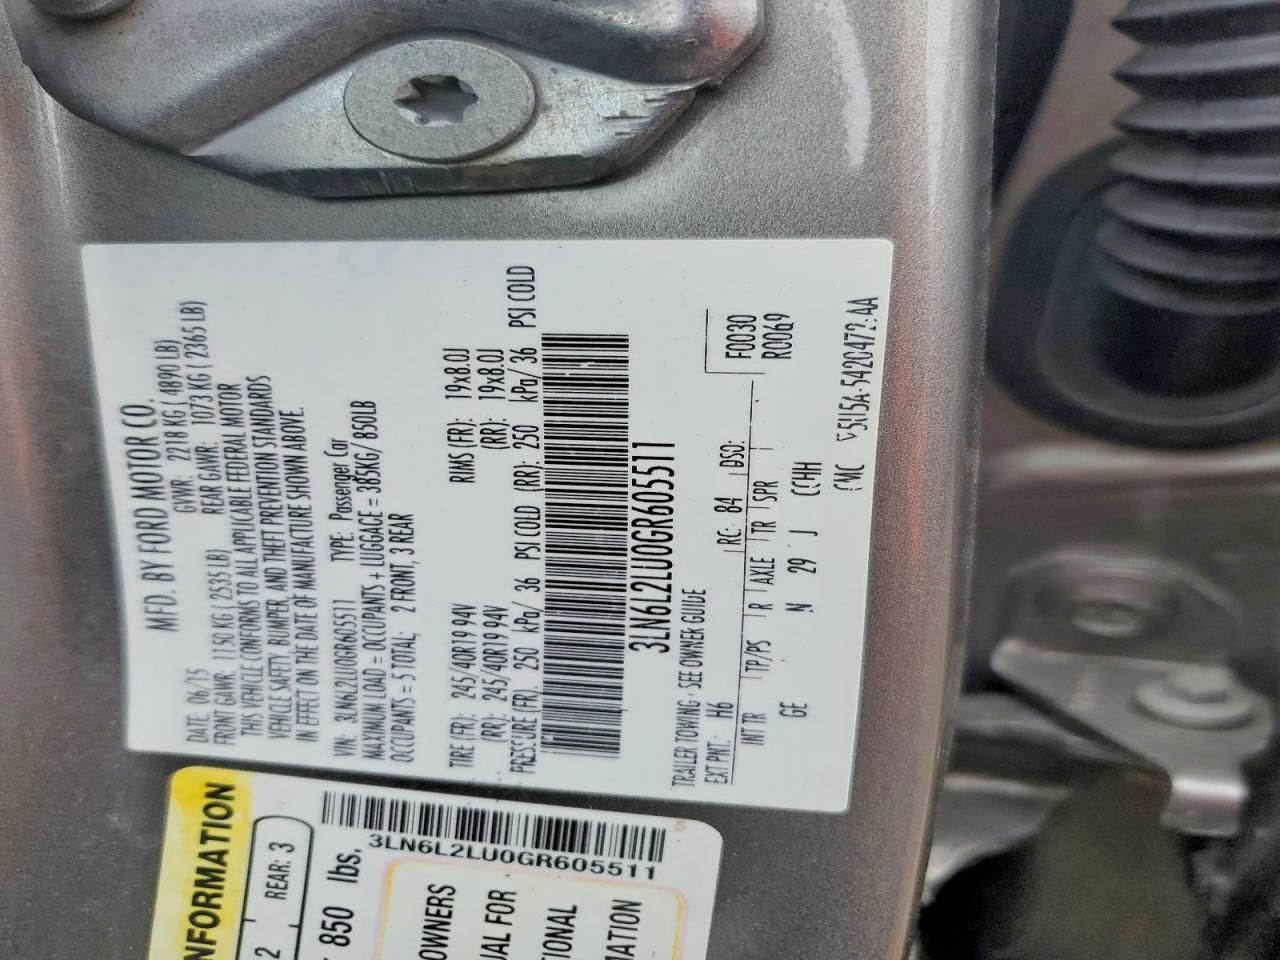 MFD. BY FORD MOTOR CO.
DATE: 06/15 GVWR: 2218 KG / 4890 LB)
FRONT GAWR: 1150 KG ( 2535 LB) REAR GAWR: 1073 KG ( 2365 LB)
THIS VEHICLE CONFORMS TO ALL APPLICABLE FEDERAL MOTOR
VEHICLE SAFETY, BUMPER, AND THEFT PREVENTION STANDARDS
IN EFFECT ON THE DATE OF MANUFACTURE SHOWN ABOVE.
VIN: 3LN6L2LU0GR605511 TYPE: Passenger Car
MAXIMUM LOAD = OCCUPANTS + LUGGAGE = 385KG/ 850LB
OCCUPANTS = 5 TOTAL; 2 FRONT, 3 REAR
TIRE (FR): 245/40R19 94V RIMS (FR): 19x8.0J
(RR): 245/40R19 94V (RR): 19x8.0J
PRESSURE (FR): 250 kPa/ 36 PSI COLD (RR): 250 kPa/ 36 PSI COLD
3LN6L2LU0GR605511
TRAILER TOWING - SEE OWNER GUIDE
EXT PNT: H6 RC: 84 DSO: F0030
INT TR TP/PS R AXLE TR SPR R0069
GE N 29 J CCHH
NFORMATION
2 REAR: 3
850 lbs.
3LN6L2LU0GR605511
OWNERS
UAL FOR
TIONAL
MATION